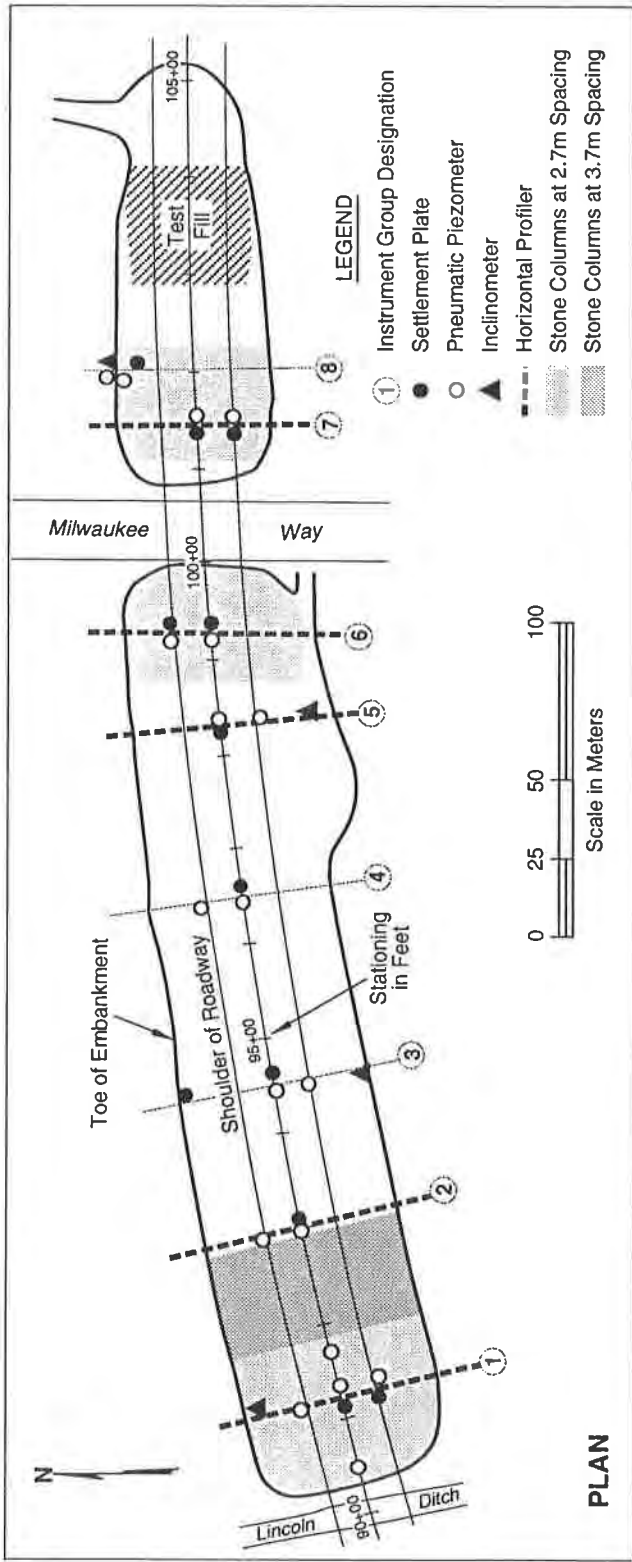 N
Toe of Embankment
Shoulder of Roadway
Stationing
in Feet
Lincoln
Ditch
90+00
95+00
100+00
105+00
Milwaukee
Way
Test
Fill
1
2
3
4
5
6
7
8
0
25
50
100
Scale in Meters
LEGEND
1 Instrument Group Designation
Settlement Plate
Pneumatic Piezometer
Inclinometer
Horizontal Profiler
Stone Columns at 2.7m Spacing
Stone Columns at 3.7m Spacing
PLAN